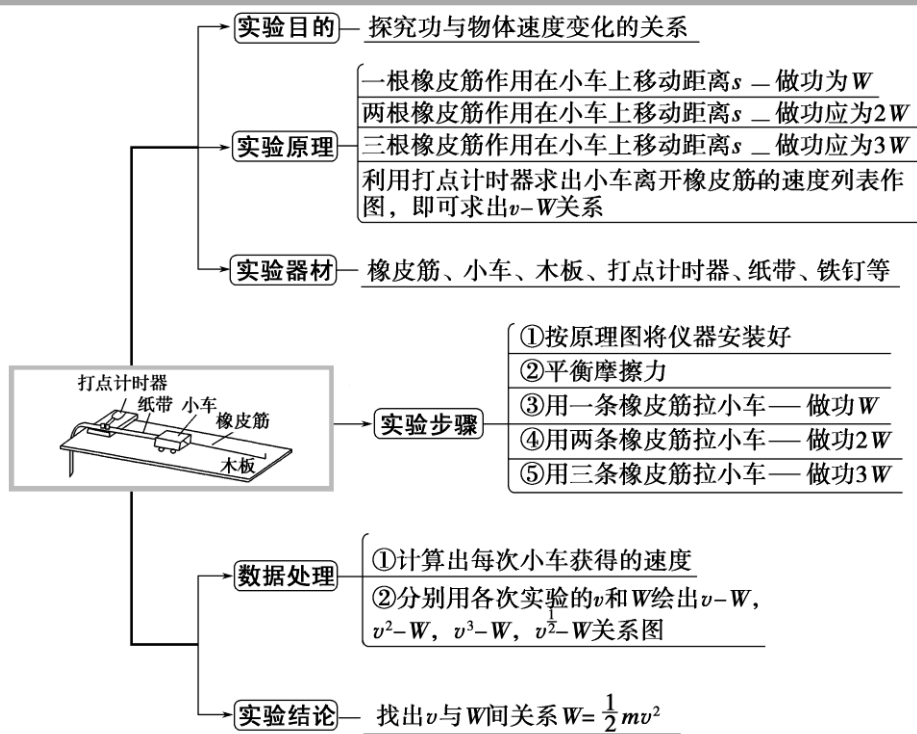 实验目的 探究功与物体速度变化的关系
一根橡皮筋作用在小车上移动距离s — 做功为W
两根橡皮筋作用在小车上移动距离s — 做功应为2W
实验原理 三根橡皮筋作用在小车上移动距离s — 做功应为3W
利用打点计时器求出小车离开橡皮筋的速度列表作
图，即可求出v-W关系
实验器材 橡皮筋、小车、木板、打点计时器、纸带、铁钉等
打点计时器
纸带 小车
橡皮筋
木板
①按原理图将仪器安装好
②平衡摩擦力
实验步骤 ③用一条橡皮筋拉小车— 做功W
④用两条橡皮筋拉小车— 做功2W
⑤用三条橡皮筋拉小车— 做功3W
数据处理 ①计算出每次小车获得的速度
②分别用各次实验的v和W绘出v-W，
v²-W，v³-W，v^{1/2}-W关系图
实验结论 找出v与W间关系W=1/2 mv²